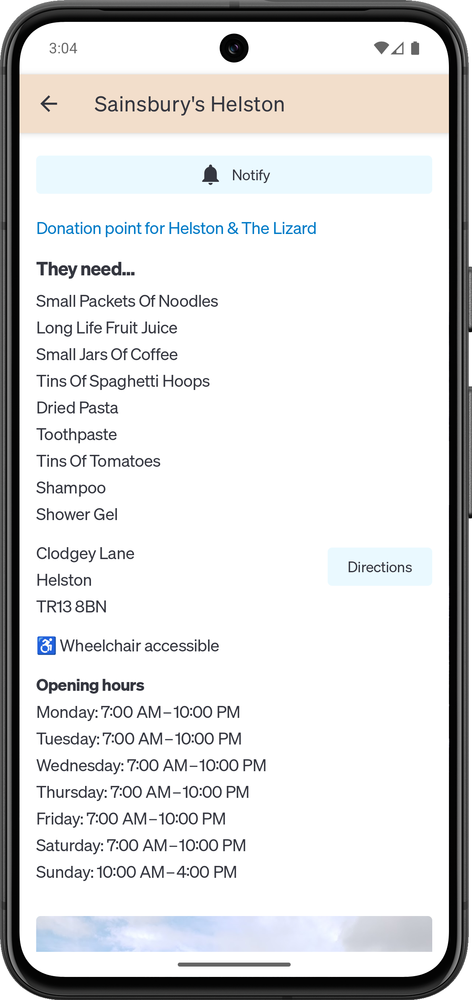 3:04
Sainsbury's Helston
Notify
Donation point for Helston & The Lizard
They need...
Small Packets Of Noodles
Long Life Fruit Juice
Small Jars Of Coffee
Tins Of Spaghetti Hoops
Dried Pasta
Toothpaste
Tins Of Tomatoes
Shampoo
Shower Gel
Clodgey Lane
Helston
TR13 8BN
Directions
Wheelchair accessible
Opening hours
Monday: 7:00 AM – 10:00 PM
Tuesday: 7:00 AM – 10:00 PM
Wednesday: 7:00 AM – 10:00 PM
Thursday: 7:00 AM – 10:00 PM
Friday: 7:00 AM – 10:00 PM
Saturday: 7:00 AM – 10:00 PM
Sunday: 10:00 AM – 4:00 PM